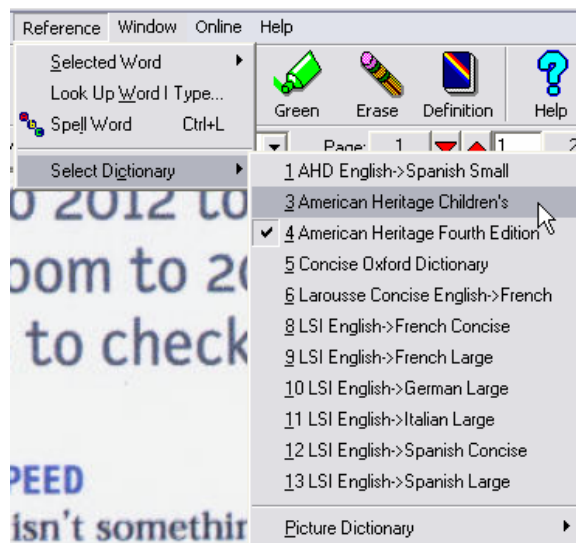 Reference Window Online Help
Selected Word
Look Up Word I Type...
Spell Word Ctrl+L
Select Dictionary
Green Erase Definition Help
Page: 1 1 2
1 AHD English->Spanish Small
3 American Heritage Children's
4 American Heritage Fourth Edition
5 Concise Oxford Dictionary
6 Larousse Concise English->French
8 LSI English->French Concise
9 LSI English->French Large
10 LSI English->German Large
11 LSI English->Italian Large
12 LSI English->Spanish Concise
13 LSI English->Spanish Large
Picture Dictionary
o 2012 to
oom to 20
to check
PEED
isn't somethin